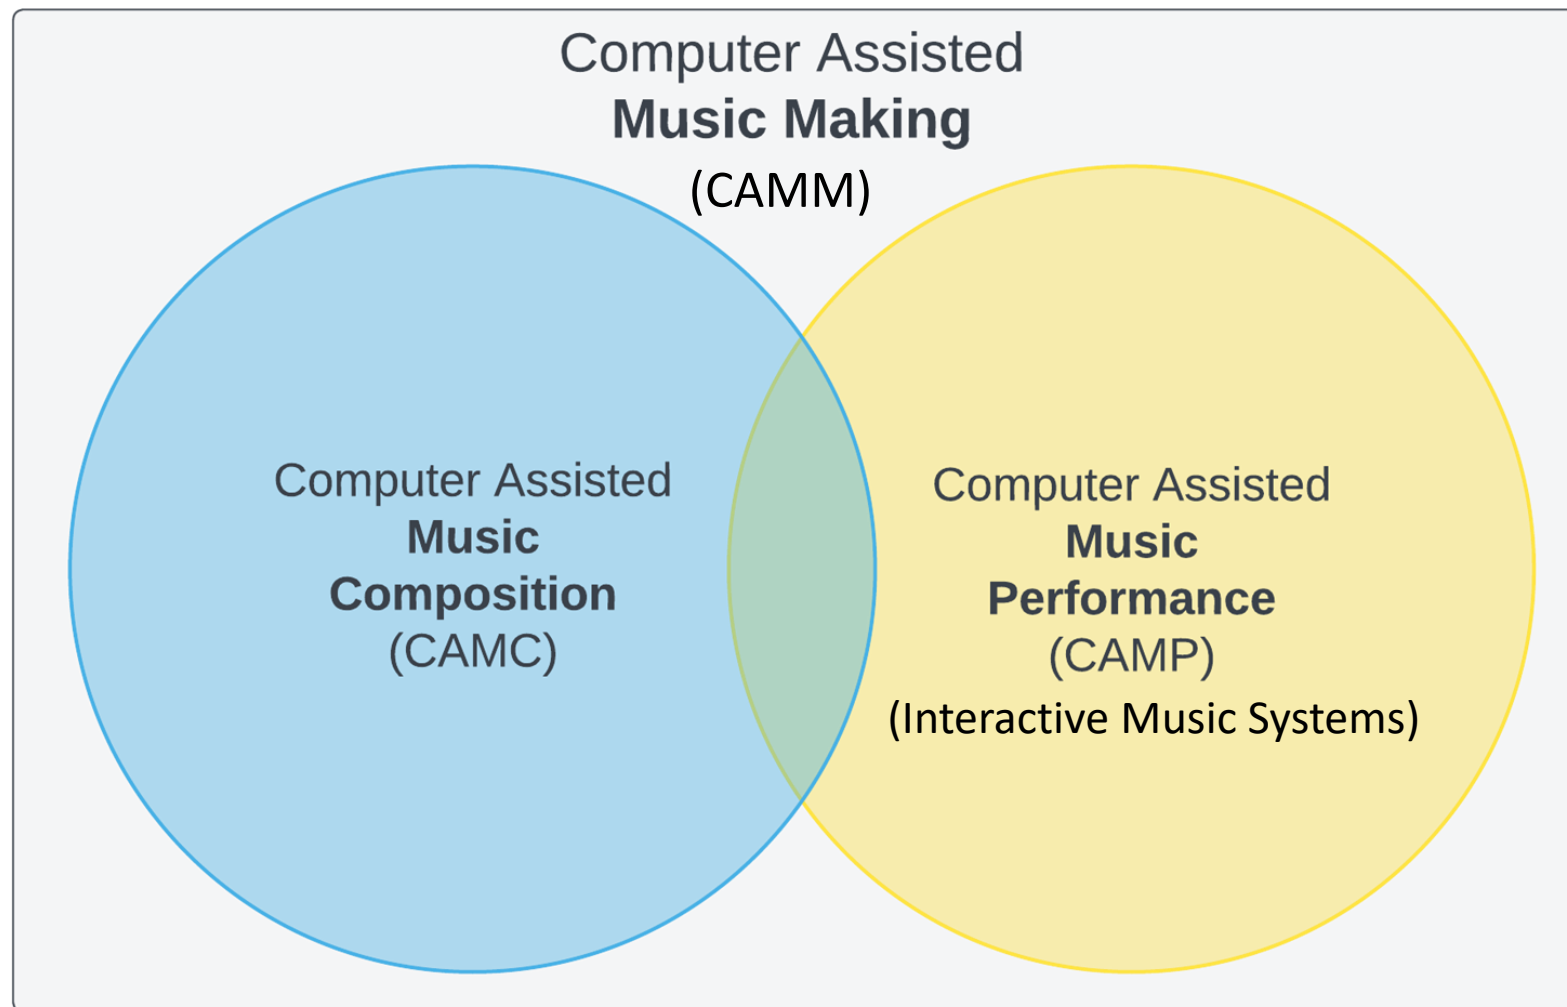 Computer Assisted
Music Making
(CAMM)
Computer Assisted
Music
Composition
(CAMC)
Computer Assisted
Music
Performance
(CAMP)
(Interactive Music Systems)